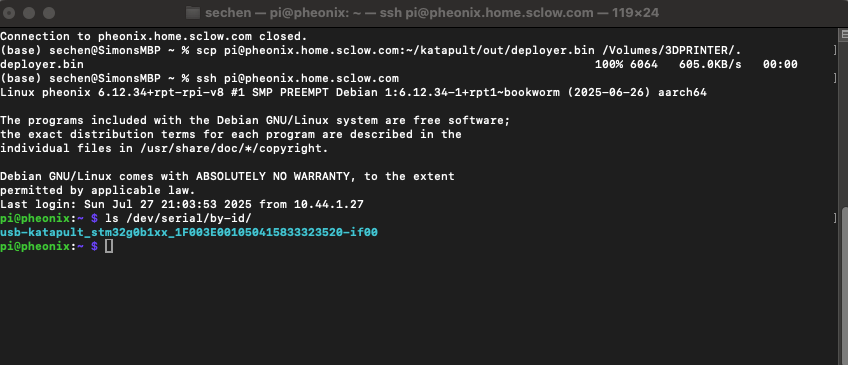 sechen — pi@pheonix: ~ — ssh pi@pheonix.home.sclow.com — 119×24
Connection to pheonix.home.sclow.com closed.
(base) sechen@SimonsMBP ~ % scp pi@pheonix.home.sclow.com:~/katapult/out/deployer.bin /Volumes/3DPRINTER/.
deployer.bin 100% 6064 605.0KB/s 00:00
(base) sechen@SimonsMBP ~ % ssh pi@pheonix.home.sclow.com
Linux pheonix 6.12.34+rpt-rpi-v8 #1 SMP PREEMPT Debian 1:6.12.34-1+rpt1~bookworm (2025-06-26) aarch64
The programs included with the Debian GNU/Linux system are free software;
the exact distribution terms for each program are described in the
individual files in /usr/share/doc/*/copyright.
Debian GNU/Linux comes with ABSOLUTELY NO WARRANTY, to the extent
permitted by applicable law.
Last login: Sun Jul 27 21:03:53 2025 from 10.44.1.27
pi@pheonix:~ $ ls /dev/serial/by-id/
usb-katapult_stm32g0b1xx_1F003E001050415833323520-if00
pi@pheonix:~ $